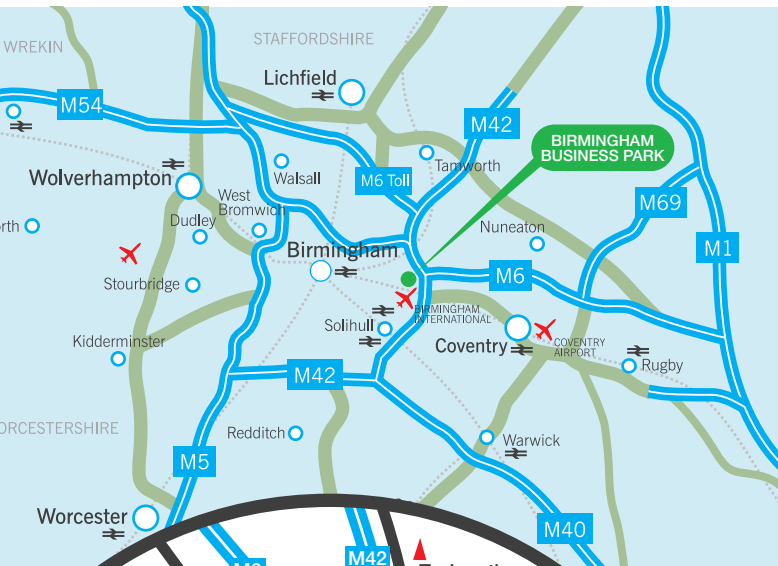 STAFFORDSHIRE
WREKIN
Lichfield
M54
M42
BIRMINGHAM
BUSINESS PARK
Tamworth
Walsall
M6 Toll
Wolverhampton
West
Bromwich
M69
Dudley
Nuneaton
orth
Birmingham
M1
M6
Stourbridge
BIRMINGHAM
INTERNATIONAL
Solihull
Coventry
COVENTRY
AIRPORT
Kidderminster
Rugby
M42
ORCESTERSHIRE
Redditch
Warwick
M5
Worcester
M40
M42